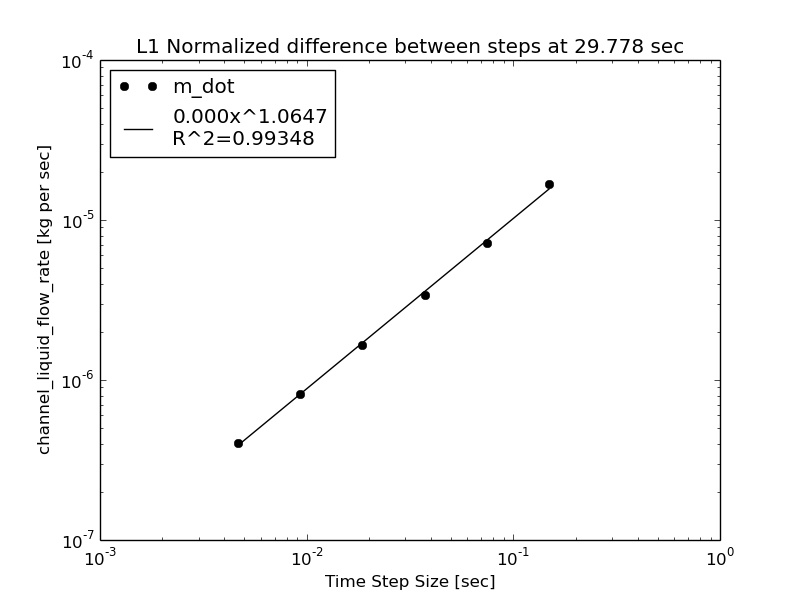 L1 Normalized difference between steps at 29.778 sec
m_dot
0.000x^1.0647
R^2=0.99348
channel_liquid_flow_rate [kg per sec]
10^-4
10^-5
10^-6
10^-7
10^-3
10^-2
10^-1
10^0
Time Step Size [sec]